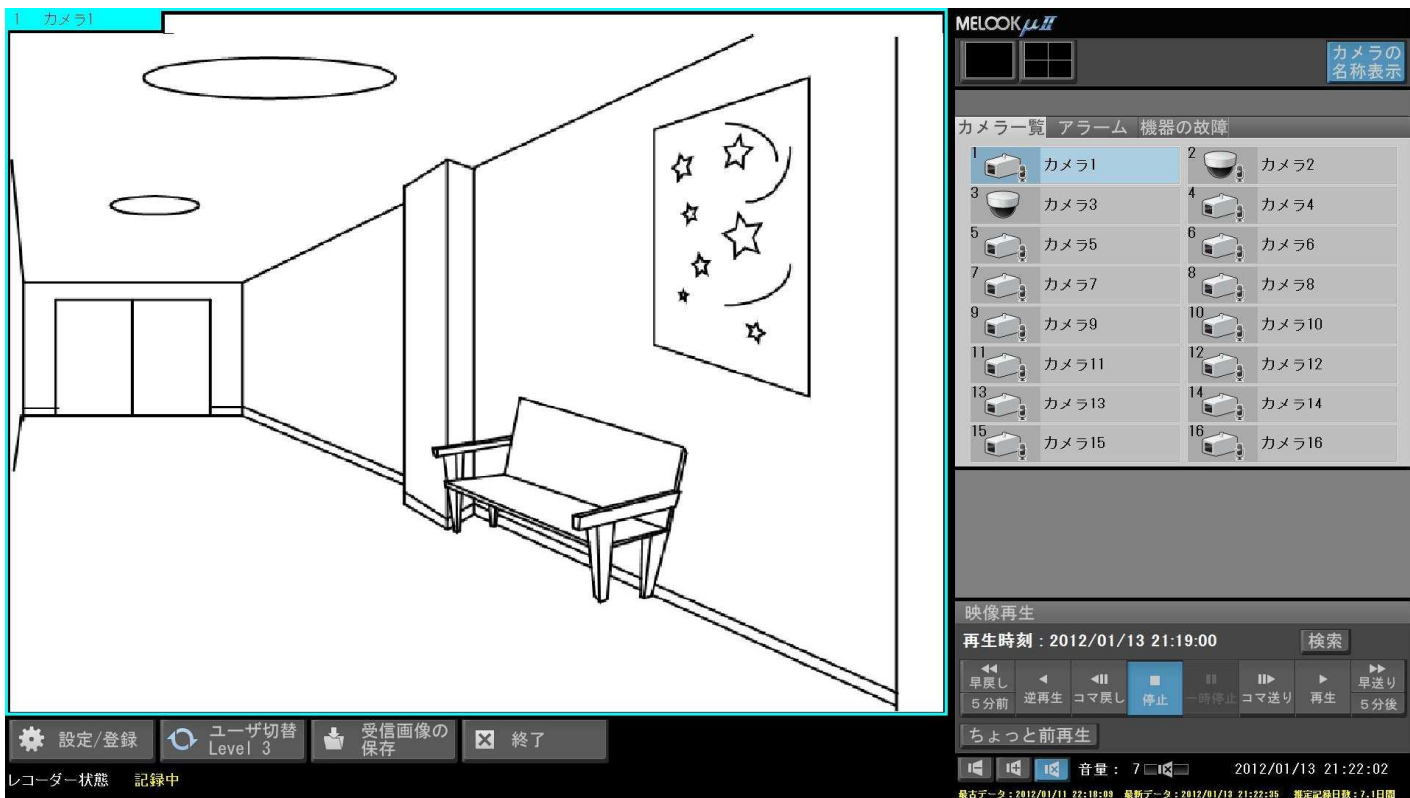 1 カメラ1
MELOOKμII
カメラの
名称表示
カメラ一覧 アラーム 機器の故障
1 カメラ1
2 カメラ2
3 カメラ3
4 カメラ4
5 カメラ5
6 カメラ6
7 カメラ7
8 カメラ8
9 カメラ9
10 カメラ10
11 カメラ11
12 カメラ12
13 カメラ13
14 カメラ14
15 カメラ15
16 カメラ16
映像再生
再生時刻：2012/01/13 21:19:00 検索
早戻し 逆再生 コマ戻し 停止 一時停止 コマ送り 再生 早送り
5分前 5分後
ちょっと前再生
設定/登録
ユーザ切替
Level 3
受信画像の
保存
終了
レコーダー状態 記録中
音量： 7 2012/01/13 21:22:02
最古データ：2012/01/11 22:18:09 最新データ：2012/01/13 21:22:35 推定記録日数：7.1日間